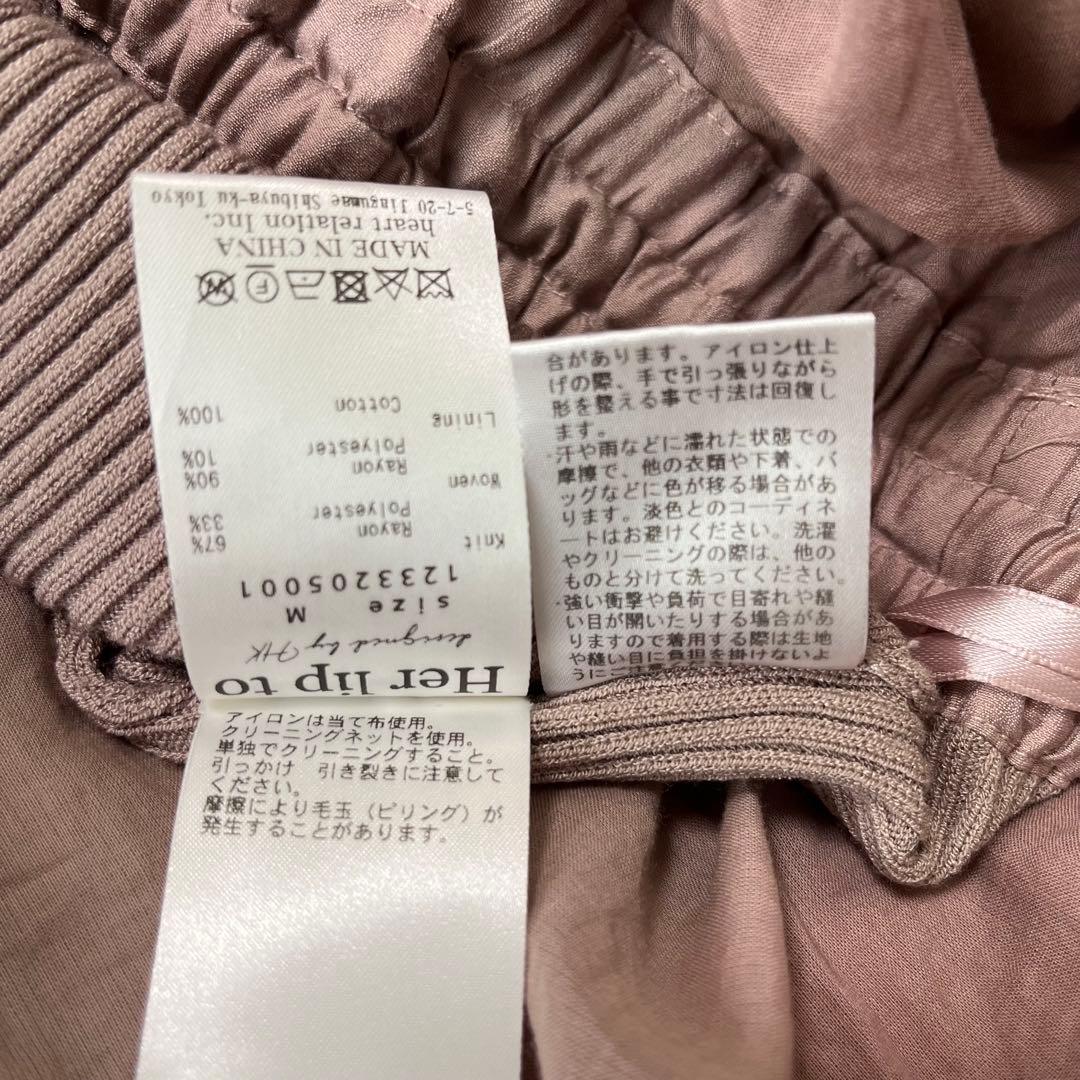 Her lip to
designed by HK
size M
1233205001
Knit Rayon 67%
Polyester 33%
Woven Rayon 90%
Polyester 10%
Lining Cotton 100%
MADE IN CHINA
heart relation Inc.
5-7-20 Jingumae Shibuya-ku Tokyo
アイロンは当て布使用。
クリーニングネットを使用。
単独でクリーニングすること。
引っかけ 引き裂きに注意して
ください。
摩擦により毛玉（ピリング）が
発生することがあります。
合があります。アイロン仕上
げの際、手で引っ張りながら
形を整える事で寸法は回復し
ます。
・汗や雨などに濡れた状態での
摩擦で、他の衣類や下着、バ
ッグなどに色が移る場合があ
ります。淡色とのコーディネ
ートはお避けください。洗濯
やクリーニングの際は、他の
ものと分けて洗ってください。
・強い衝撃や負荷で目寄れや縫
い目が開いたりする場合があ
りますので着用する際は生地
や縫い目に負担を掛けないよ
うにご注